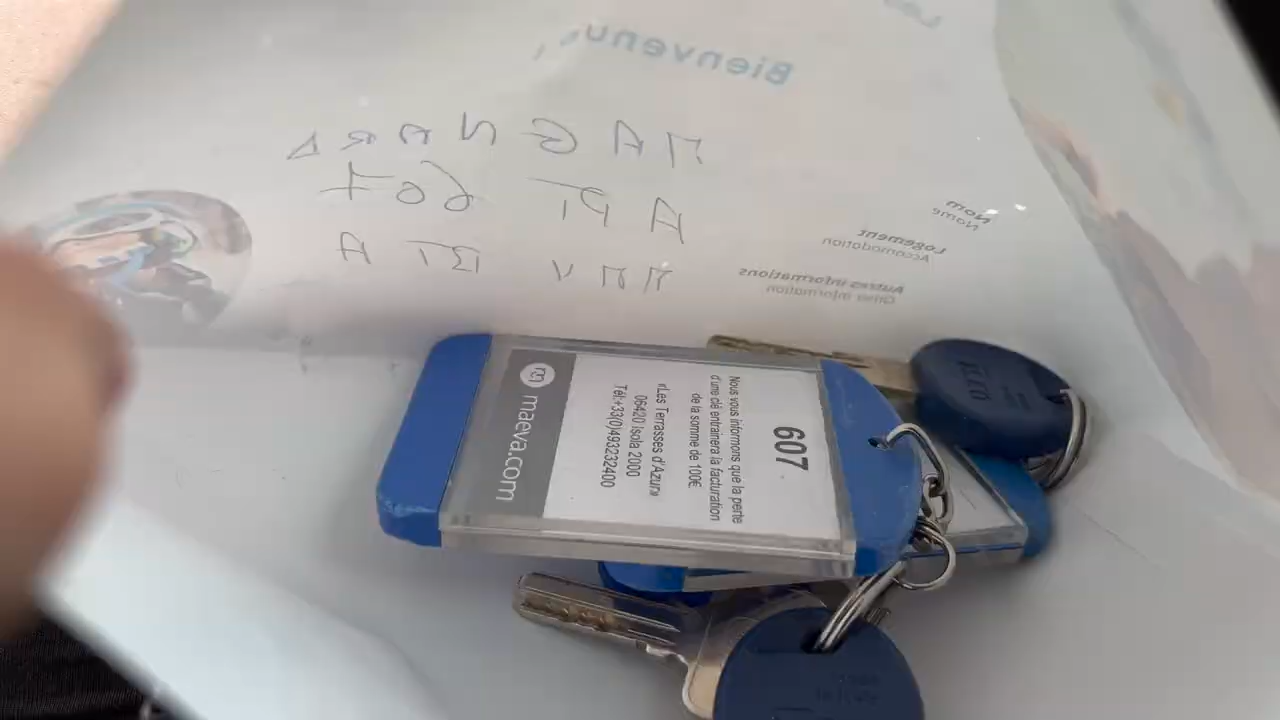 Bienvenue
MAGNARD
APT 607
Nom
Name
Logement
Accomodation
Autres informations
Other information
607
Nous vous informons que la perte
d'une clé entrainera la facturation
de la somme de 100€
«Les Terrasses d'Azur»
06420 Isola 2000
Tél:+33(0)493232400
maeva.com